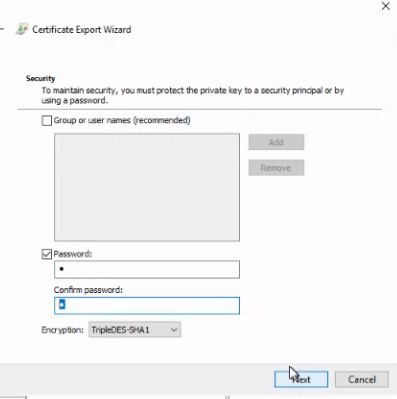 Certificate Export Wizard
Security
To maintain security, you must protect the private key to a security principal or by
using a password.
Group or user names (recommended)
Add
Remove
Password:
Confirm password:
Encryption: TripleDES-SHA1
Next Cancel